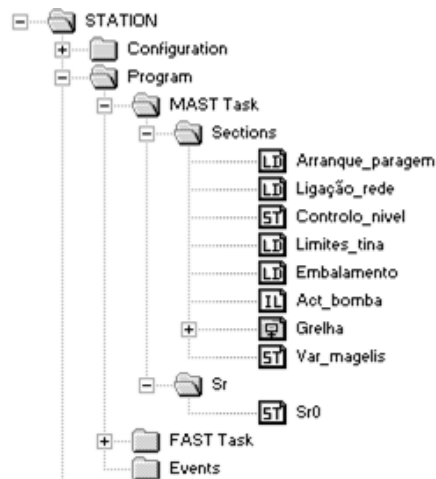 STATION
Configuration
Program
MAST Task
Sections
LD Arranque_paragem
LD Ligação_rede
ST Controlo_nivel
LD Limites_tina
LD Embalamento
IL Act_bomba
Grelha
ST Var_magelis
Sr
ST Sr0
FAST Task
Events